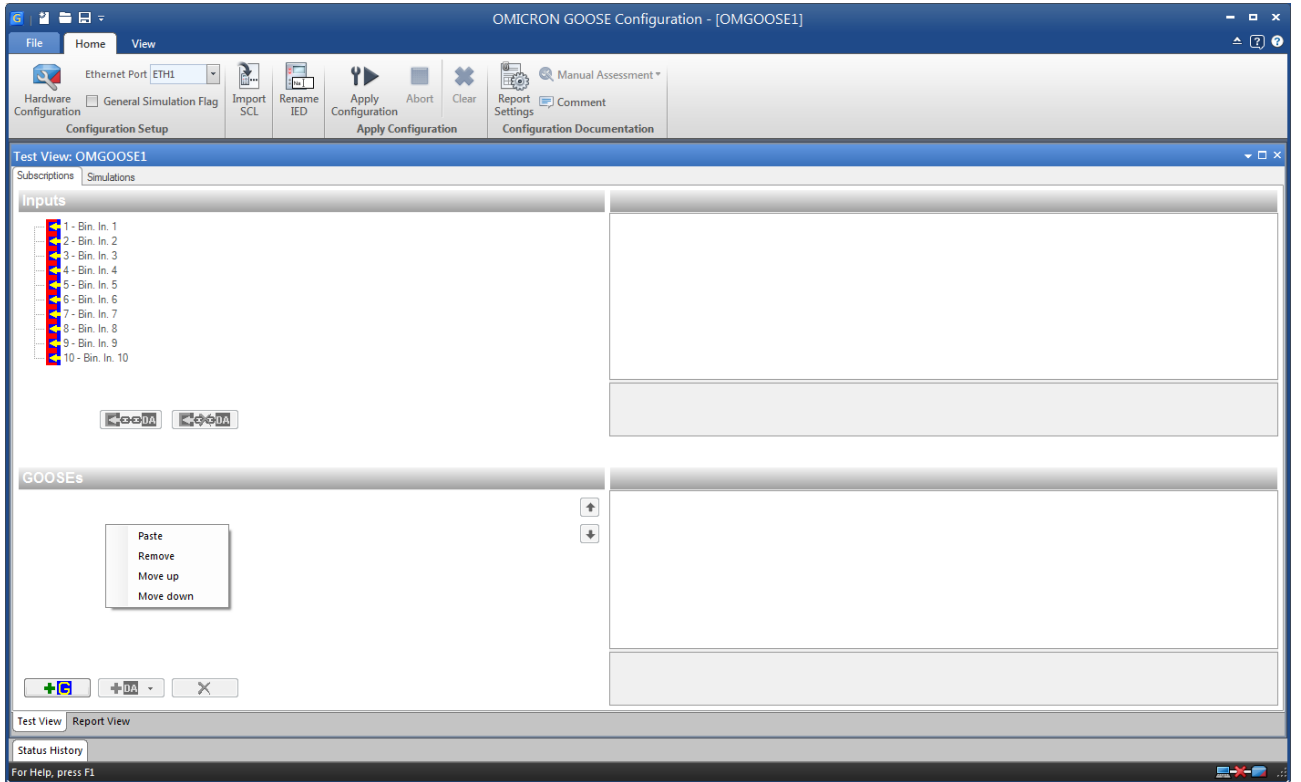 OMICRON GOOSE Configuration - [OMGOOSE1]
File Home View
Hardware Configuration
Ethernet Port ETH1
General Simulation Flag
Configuration Setup
Import SCL
Rename IED
Apply Configuration
Abort
Clear
Apply Configuration
Report Settings
Manual Assessment
Comment
Configuration Documentation
Test View: OMGOOSE1
Subscriptions Simulations
Inputs
1 - Bin. In. 1
2 - Bin. In. 2
3 - Bin. In. 3
4 - Bin. In. 4
5 - Bin. In. 5
6 - Bin. In. 6
7 - Bin. In. 7
8 - Bin. In. 8
9 - Bin. In. 9
10 - Bin. In. 10
DA DA
GOOSEs
Paste
Remove
Move up
Move down
+G +DA
Test View Report View
Status History
For Help, press F1